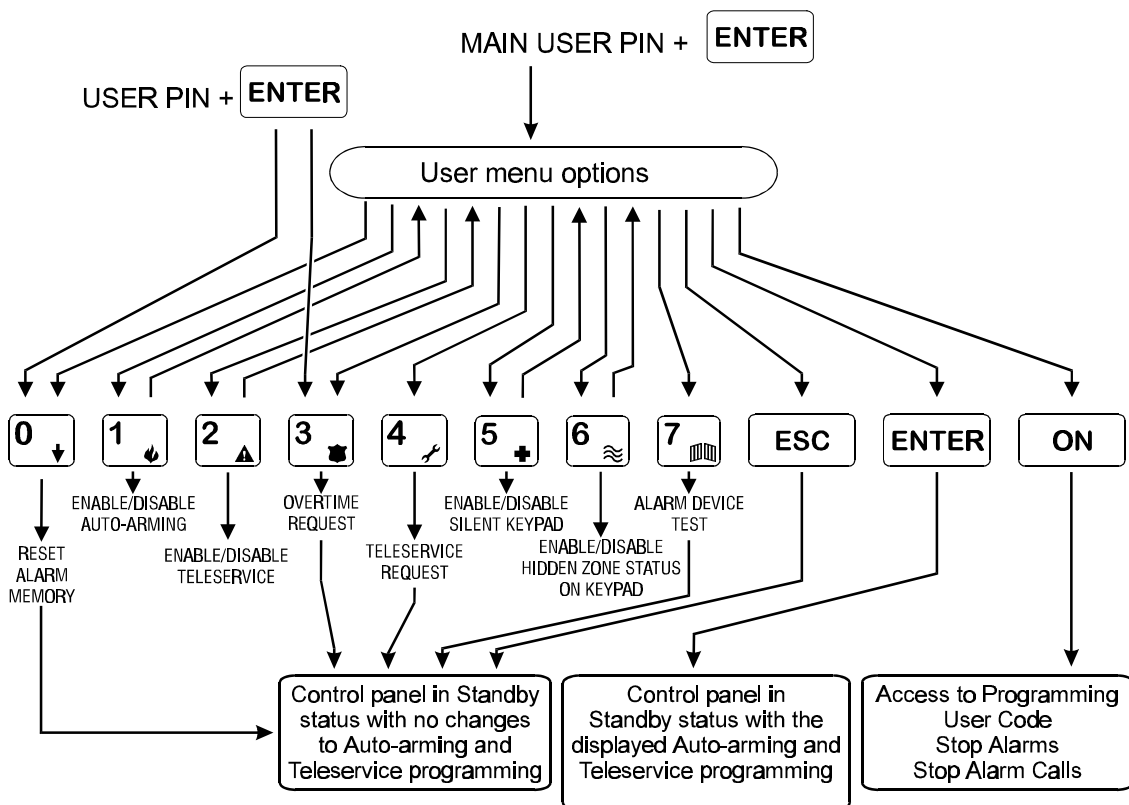 MAIN USER PIN + ENTER
USER PIN + ENTER
User menu options
0 1 2 3 4 5 6 7 ESC ENTER ON
ENABLE/DISABLE
AUTO-ARMING
OVERTIME
REQUEST
ENABLE/DISABLE
SILENT KEYPAD
ALARM DEVICE
TEST
RESET
ALARM
MEMORY
ENABLE/DISABLE
TELESERVICE
TELESERVICE
REQUEST
ENABLE/DISABLE
HIDDEN ZONE STATUS
ON KEYPAD
Control panel in Standby
status with no changes
to Auto-arming and
Teleservice programming
Control panel in
Standby status with the
displayed Auto-arming and
Teleservice programming
Access to Programming
User Code
Stop Alarms
Stop Alarm Calls